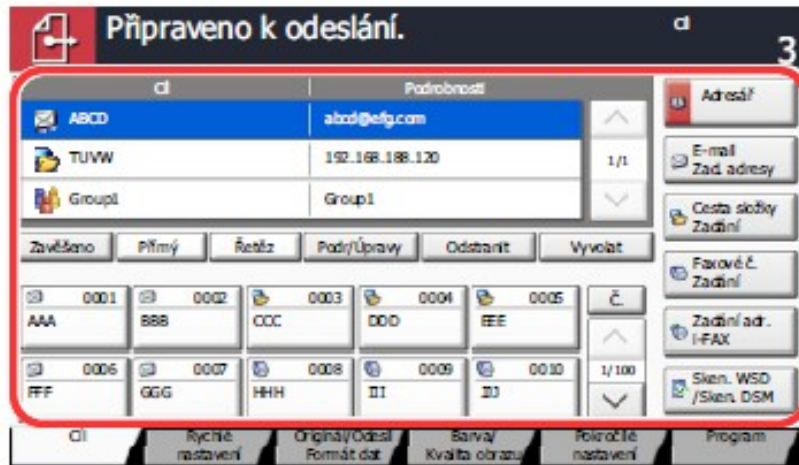 Připraveno k odeslání.
Cíl
3
Cíl Podrobnosti
ABCD abcd@efg.com
TUVW 192.168.188.120
1/1
Group1 Group1
Adresář
E-mail
Zad. adresy
Cesta složky
Zadání
Faxové č.
Zadání
Zadání adr.
i-FAX
Sken. WSD
/Sken. DSM
Zavěšeno Přímý Řetěz Podr/Úpravy Odstranit Vyvolat
0001 0002 0003 0004 0005 č.
AAA BBB CCC DDD EEE
0006 0007 0008 0009 0010 1/100
FFF GGG HHH III JJJ
Cíl
Rychlé
nastavení
Originál/Odesíl
Formát dat
Barva/
Kvalita obrazu
Pokročilé
nastavení
Program